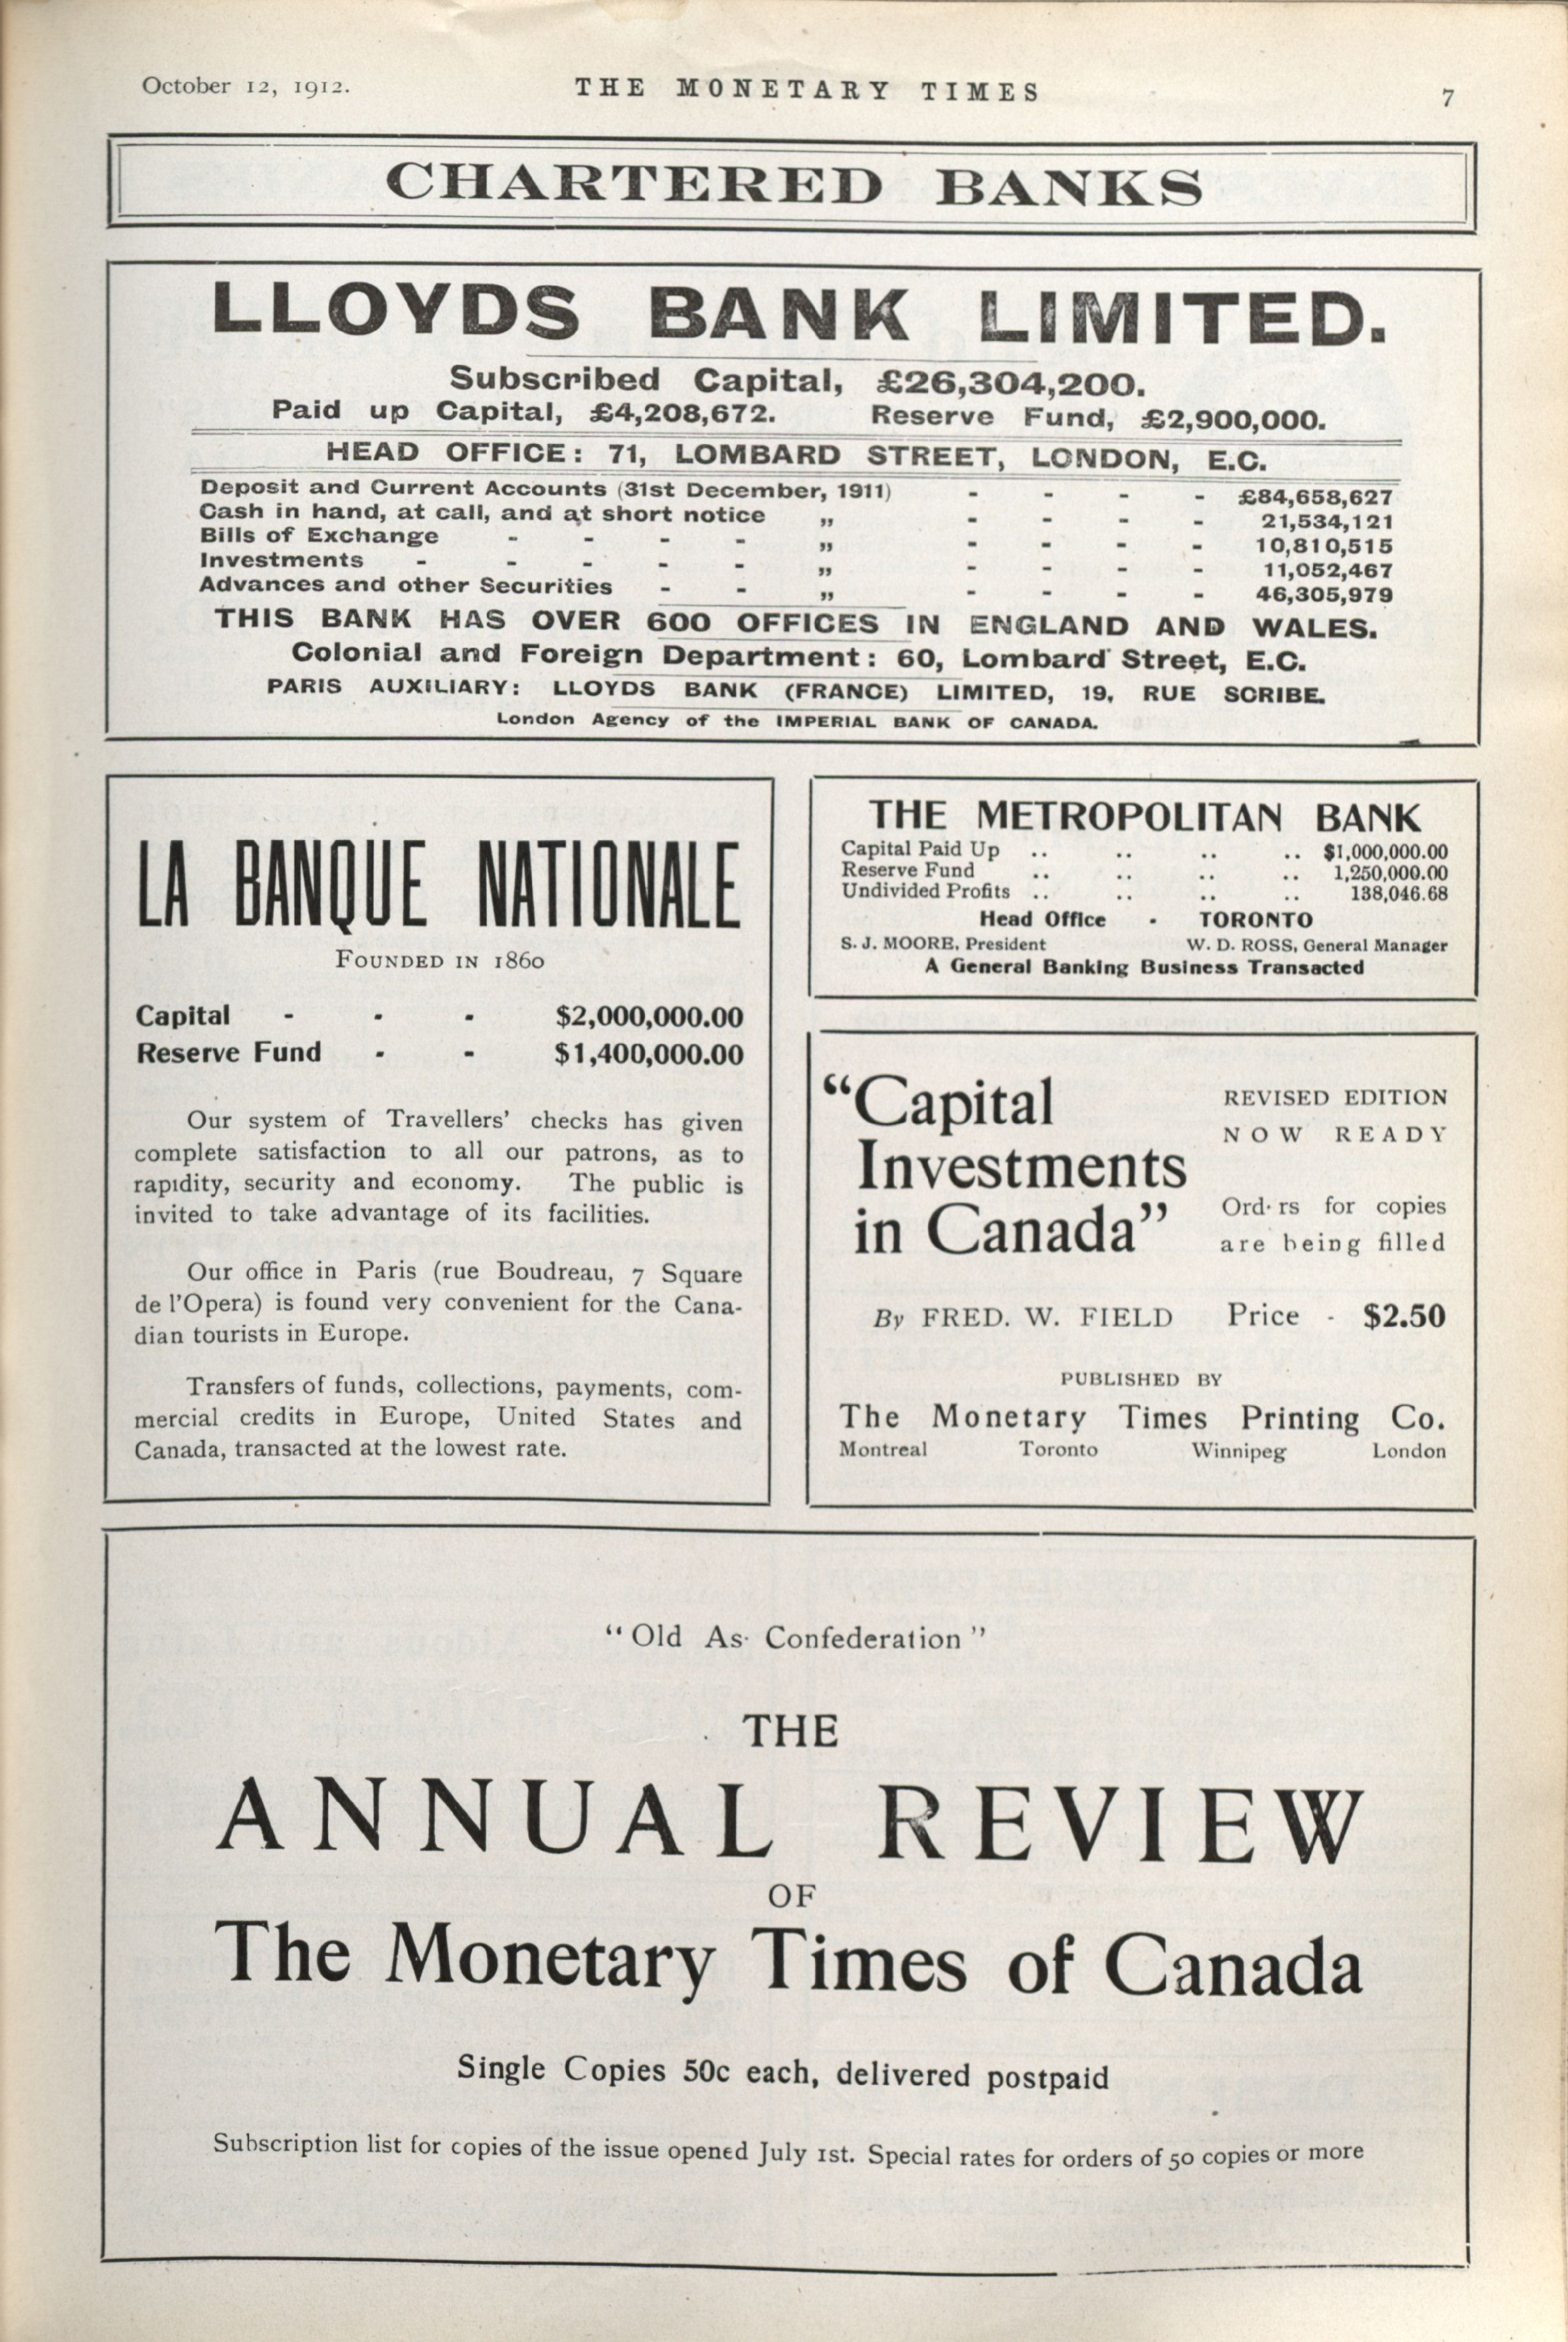 October 12, 1912.
THE MONETARY TIMES
7
CHARTERED BANKS
LLOYDS BANK LIMITED.
Subscribed Capital, £26,304,200.
Paid up Capital, £4,208,672. Reserve Fund, £2,900,000.
HEAD OFFICE: 71, LOMBARD STREET, LONDON, E.C.
Deposit and Current Accounts (31st December, 1911) - - - - £84,658,627
Cash in hand, at call, and at short notice „ - - - - 21,534,121
Bills of Exchange - - - - „ - - - - 10,810,515
Investments - - - - - „ - - - - 11,052,467
Advances and other Securities - - „ - - - - 46,305,979
THIS BANK HAS OVER 600 OFFICES IN ENGLAND AND WALES.
Colonial and Foreign Department: 60, Lombard Street, E.C.
PARIS AUXILIARY: LLOYDS BANK (FRANCE) LIMITED, 19, RUE SCRIBE.
London Agency of the IMPERIAL BANK OF CANADA.
LA BANQUE NATIONALE
FOUNDED IN 1860
Capital - - - $2,000,000.00
Reserve Fund - - $1,400,000.00
Our system of Travellers' checks has given
complete satisfaction to all our patrons, as to
rapidity, security and economy. The public is
invited to take advantage of its facilities.
Our office in Paris (rue Boudreau, 7 Square
de l'Opera) is found very convenient for the Cana-
dian tourists in Europe.
Transfers of funds, collections, payments, com-
mercial credits in Europe, United States and
Canada, transacted at the lowest rate.
THE METROPOLITAN BANK
Capital Paid Up .. .. .. .. $1,000,000.00
Reserve Fund .. .. .. .. 1,250,000.00
Undivided Profits .. .. .. .. 138,046.68
Head Office - TORONTO
S. J. MOORE, President W. D. ROSS, General Manager
A General Banking Business Transacted
"Capital
Investments
in Canada"
REVISED EDITION
NOW READY
Ord·rs for copies
are being filled
By FRED. W. FIELD Price - $2.50
PUBLISHED BY
The Monetary Times Printing Co.
Montreal Toronto Winnipeg London
"Old As Confederation"
THE
ANNUAL REVIEW
OF
The Monetary Times of Canada
Single Copies 50c each, delivered postpaid
Subscription list for copies of the issue opened July 1st. Special rates for orders of 50 copies or more